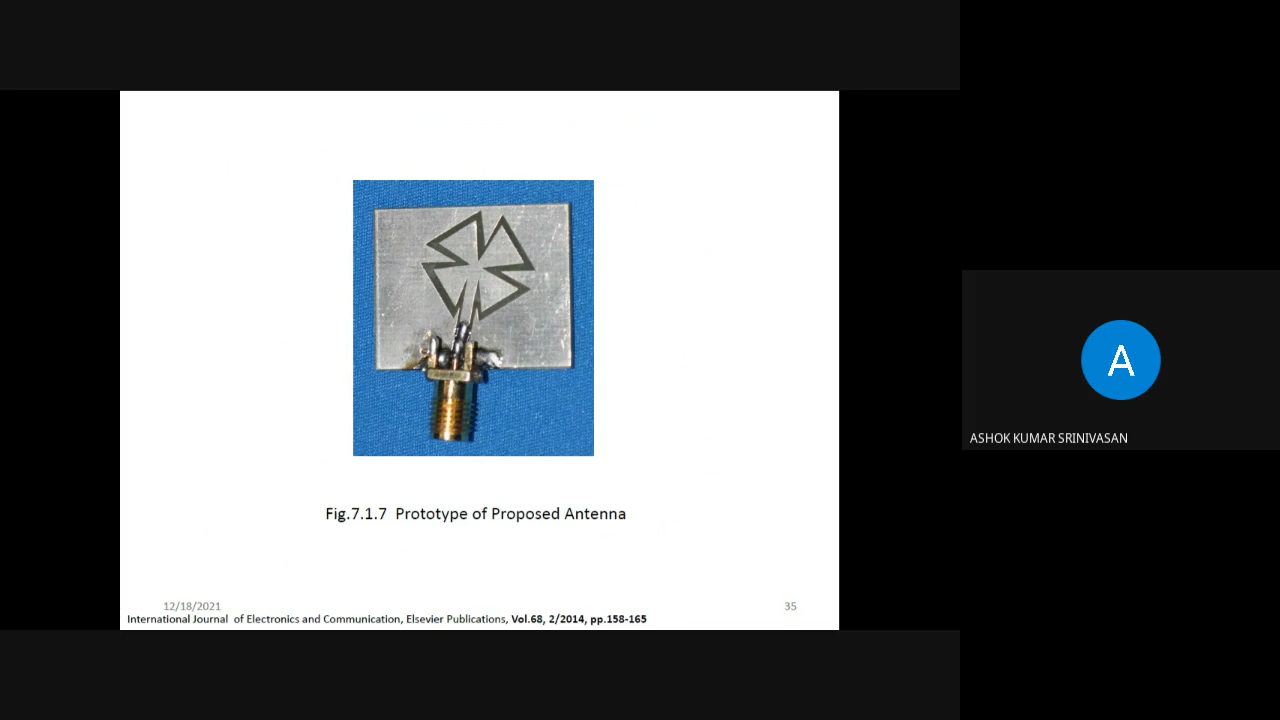 Fig.7.1.7 Prototype of Proposed Antenna
12/18/2021
35
International Journal of Electronics and Communication, Elsevier Publications, Vol.68, 2/2014, pp.158-165
A
ASHOK KUMAR SRINIVASAN